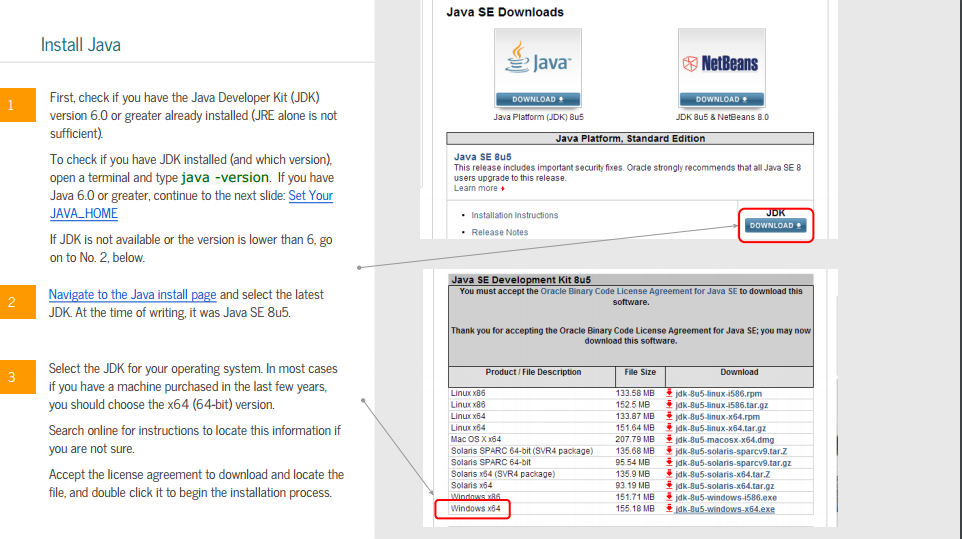 Install Java
1
First, check if you have the Java Developer Kit (JDK)
version 6.0 or greater already installed (JRE alone is not
sufficient).
To check if you have JDK installed (and which version),
open a terminal and type java -version. If you have
Java 6.0 or greater, continue to the next slide: Set Your
JAVA_HOME
If JDK is not available or the version is lower than 6, go
on to No. 2, below.
2
Navigate to the Java install page and select the latest
JDK. At the time of writing, it was Java SE 8u5.
3
Select the JDK for your operating system. In most cases
if you have a machine purchased in the last few years,
you should choose the x64 (64-bit) version.
Search online for instructions to locate this information if
you are not sure.
Accept the license agreement to download and locate the
file, and double click it to begin the installation process.
Java SE Downloads
Java
DOWNLOAD
Java Platform (JDK) 8u5
NetBeans
DOWNLOAD
JDK 8u5 & NetBeans 8.0
Java Platform, Standard Edition
Java SE 8u5
This release includes important security fixes. Oracle strongly recommends that all Java SE 8
users upgrade to this release.
Learn more
• Installation Instructions
• Release Notes
JDK
DOWNLOAD
Java SE Development Kit 8u5
You must accept the Oracle Binary Code License Agreement for Java SE to download this
software.
Thank you for accepting the Oracle Binary Code License Agreement for Java SE; you may now
download this software.
Product / File Description File Size Download
Linux x86 133.58 MB jdk-8u5-linux-i586.rpm
Linux x86 152.5 MB jdk-8u5-linux-i586.tar.gz
Linux x64 133.87 MB jdk-8u5-linux-x64.rpm
Linux x64 151.64 MB jdk-8u5-linux-x64.tar.gz
Mac OS X x64 207.79 MB jdk-8u5-macosx-x64.dmg
Solaris SPARC 64-bit (SVR4 package) 135.68 MB jdk-8u5-solaris-sparcv9.tar.Z
Solaris SPARC 64-bit 95.54 MB jdk-8u5-solaris-sparcv9.tar.gz
Solaris x64 (SVR4 package) 135.9 MB jdk-8u5-solaris-x64.tar.Z
Solaris x64 93.19 MB jdk-8u5-solaris-x64.tar.gz
Windows x86 151.71 MB jdk-8u5-windows-i586.exe
Windows x64 155.18 MB jdk-8u5-windows-x64.exe